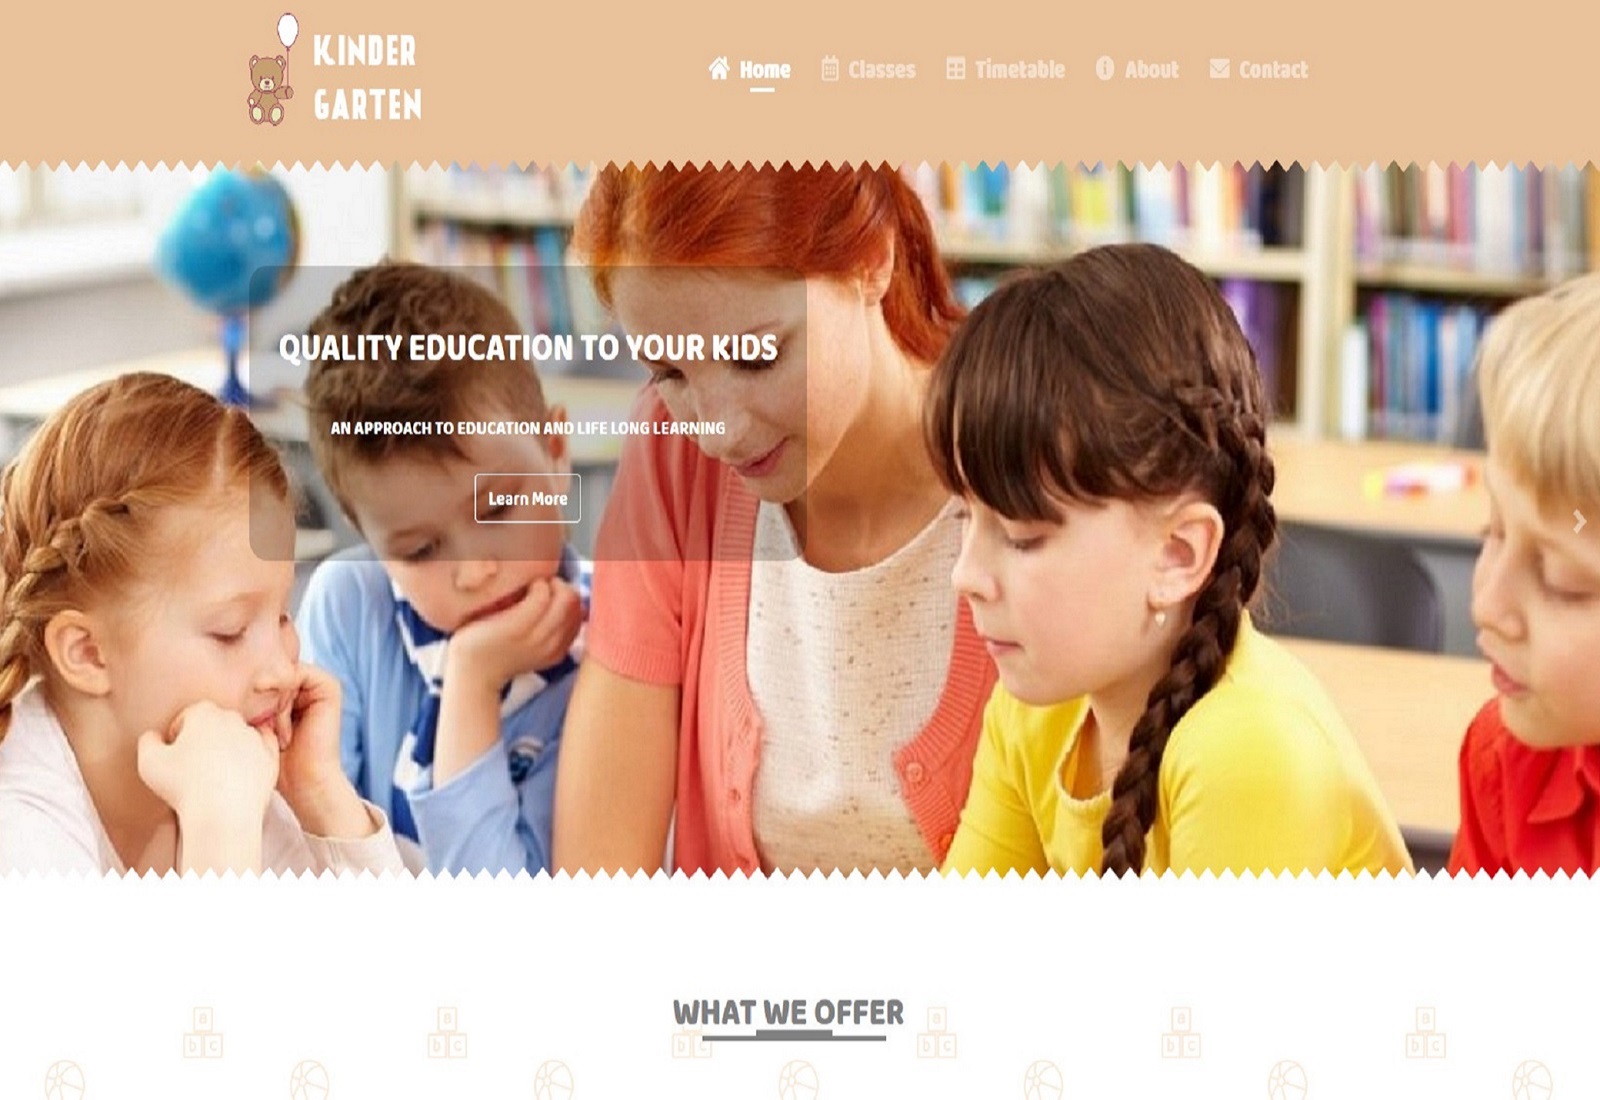 KINDER
GARTEN
Home Classes Timetable About Contact
QUALITY EDUCATION TO YOUR KIDS
AN APPROACH TO EDUCATION AND LIFE LONG LEARNING
Learn More
WHAT WE OFFER
a a a a a
b c b c b c b c b c b c